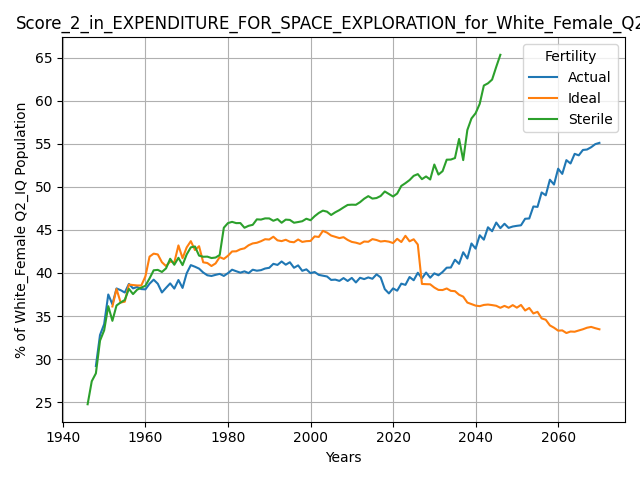 Score_2_in_EXPENDITURE_FOR_SPACE_EXPLORATION_for_White_Female_Q2
65
60
55
50
45
40
35
30
25
% of White_Female Q2_IQ Population
Fertility
Actual
Ideal
Sterile
1940 1960 1980 2000 2020 2040 2060
Years